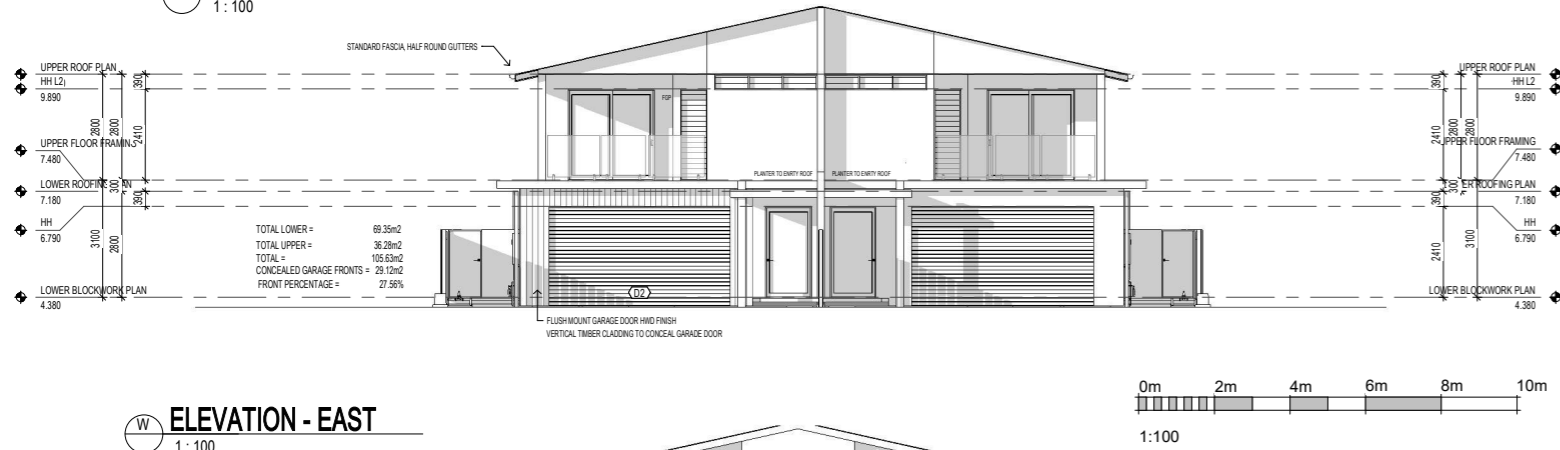 1 : 100
STANDARD FASCIA, HALF ROUND GUTTERS
UPPER ROOF PLAN
HH L2
9.890
UPPER FLOOR FRAMING
7.480
LOWER ROOFING PLAN
7.180
HH
6.790
LOWER BLOCKWORK PLAN
4.380
390
2800
2800
2410
300
390
3100
2800
FGP
PLANTER TO ENRTY ROOF
PLANTER TO ENRTY ROOF
TOTAL LOWER = 69.35m2
TOTAL UPPER = 36.28m2
TOTAL = 105.63m2
CONCEALED GARAGE FRONTS = 29.12m2
FRONT PERCENTAGE = 27.56%
D2
FLUSH MOUNT GARAGE DOOR HWD FINISH
VERTICAL TIMBER CLADDING TO CONCEAL GARADE DOOR
UPPER ROOF PLAN
HH L2
9.890
UPPER FLOOR FRAMING
7.480
ER ROOFING PLAN
7.180
HH
6.790
LOWER BLOCKWORK PLAN
4.380
390
2410
2800
2800
300
390
2410
3100
W ELEVATION - EAST
1 : 100
0m 2m 4m 6m 8m 10m
1:100